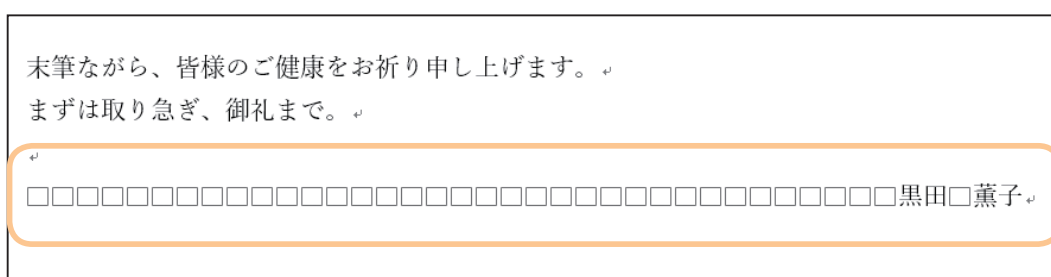 末筆ながら、皆様のご健康をお祈り申し上げます。↵
まずは取り急ぎ、御礼まで。↵
↵
□□□□□□□□□□□□□□□□□□□□□□□□□□□□□□□□□□□黒田□薫子↵